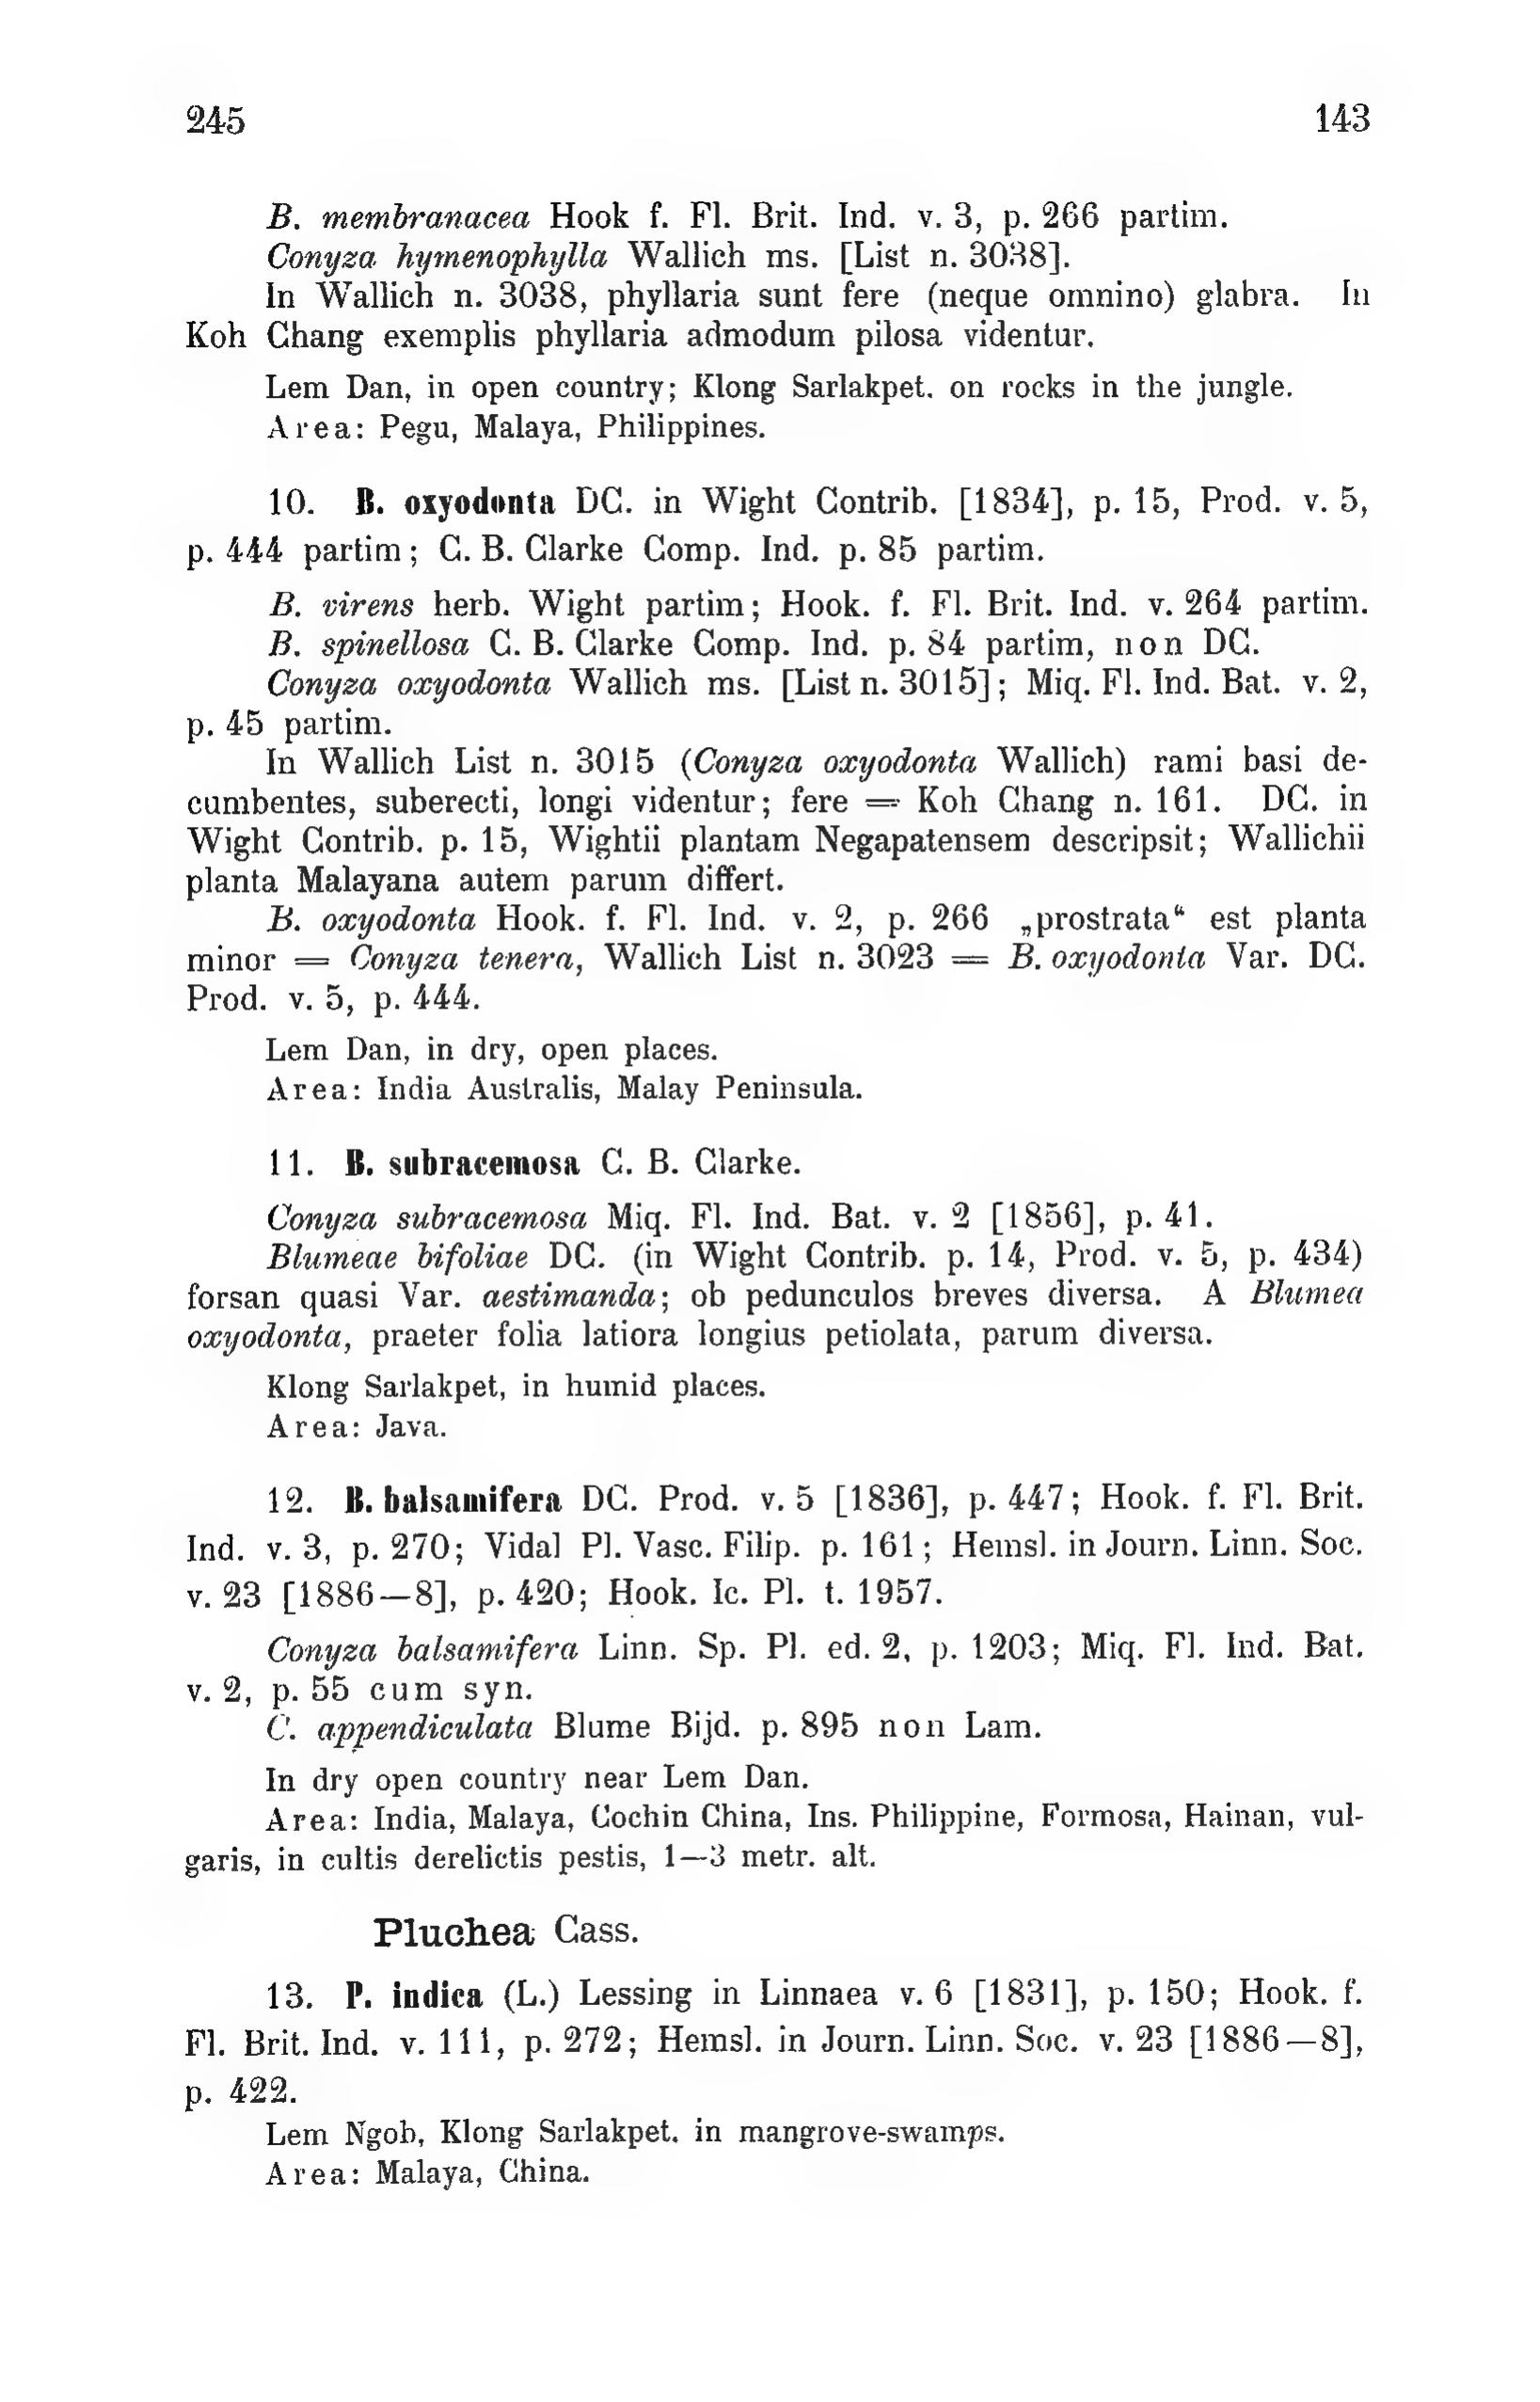 245 143
B. membranacea Hook f. Fl. Brit. Ind. v. 3, p. 266 partim.
Conyza hymenophylla Wallich ms. [List n. 3038].
In Wallich n. 3038, phyllaria sunt fere (neque omnino) glabra. In
Koh Chang exemplis phyllaria admodum pilosa videntur.
Lem Dan, in open country; Klong Sarlakpet. on rocks in the jungle.
Area: Pegu, Malaya, Philippines.
10. B. oxyodonta DC. in Wight Contrib. [1834], p. 15, Prod. v. 5,
p. 444 partim; C. B. Clarke Comp. Ind. p. 85 partim.
B. virens herb. Wight partim; Hook. f. Fl. Brit. Ind. v. 264 partim.
B. spinellosa C. B. Clarke Comp. Ind. p. 84 partim, non DC.
Conyza oxyodonta Wallich ms. [List n. 3015]; Miq. Fl. Ind. Bat. v. 2,
p. 45 partim.
In Wallich List n. 3015 (Conyza oxyodonta Wallich) rami basi de-
cumbentes, suberecti, longi videntur; fere = Koh Chang n. 161. DC. in
Wight Contrib. p. 15, Wightii plantam Negapatensem descripsit; Wallichii
planta Malayana autem parum differt.
B. oxyodonta Hook. f. Fl. Ind. v. 2, p. 266 „prostrata“ est planta
minor = Conyza tenera, Wallich List n. 3023 = B. oxyodonta Var. DC.
Prod. v. 5, p. 444.
Lem Dan, in dry, open places.
Area: India Australis, Malay Peninsula.
11. B. subracemosa C. B. Clarke.
Conyza subracemosa Miq. Fl. Ind. Bat. v. 2 [1856], p. 41.
Blumeae bifoliae DC. (in Wight Contrib. p. 14, Prod. v. 5, p. 434)
forsan quasi Var. aestimanda; ob pedunculos breves diversa. A Blumea
oxyodonta, praeter folia latiora longius petiolata, parum diversa.
Klong Sarlakpet, in humid places.
Area: Java.
12. B. balsamifera DC. Prod. v. 5 [1836], p. 447; Hook. f. Fl. Brit.
Ind. v. 3, p. 270; Vidal Pl. Vasc. Filip. p. 161; Hemsl. in Journ. Linn. Soc.
v. 23 [1886—8], p. 420; Hook. Ic. Pl. t. 1957.
Conyza balsamifera Linn. Sp. Pl. ed. 2, p. 1203; Miq. Fl. Ind. Bat.
v. 2, p. 55 cum syn.
C. appendiculata Blume Bijd. p. 895 non Lam.
In dry open country near Lem Dan.
Area: India, Malaya, Cochin China, Ins. Philippine, Formosa, Hainan, vul-
garis, in cultis derelictis pestis, 1—3 metr. alt.
Pluchea Cass.
13. P. indica (L.) Lessing in Linnaea v. 6 [1831], p. 150; Hook. f.
Fl. Brit. Ind. v. 111, p. 272; Hemsl. in Journ. Linn. Soc. v. 23 [1886—8],
p. 422.
Lem Ngob, Klong Sarlakpet. in mangrove-swamps.
Area: Malaya, China.